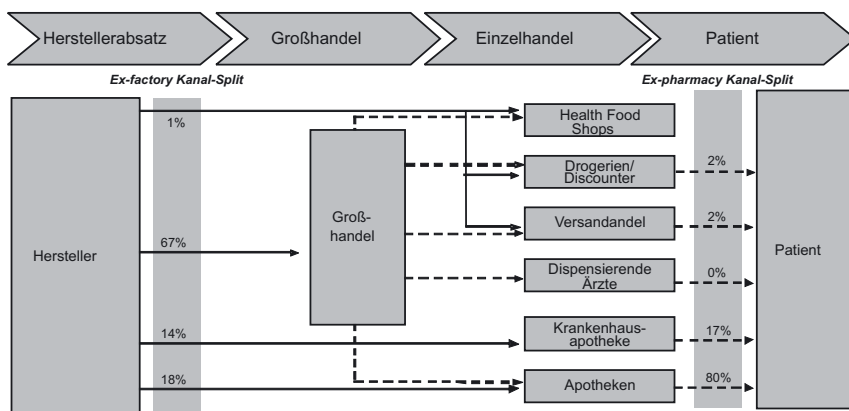 Herstellerabsatz
Großhandel
Einzelhandel
Patient
Ex-factory Kanal-Split
Ex-pharmacy Kanal-Split
Hersteller
1%
67%
14%
18%
Groß-
handel
Health Food
Shops
Drogerien/
Discounter
Versandandel
Dispensierende
Ärzte
Krankenhaus-
apotheke
Apotheken
2%
2%
0%
17%
80%
Patient